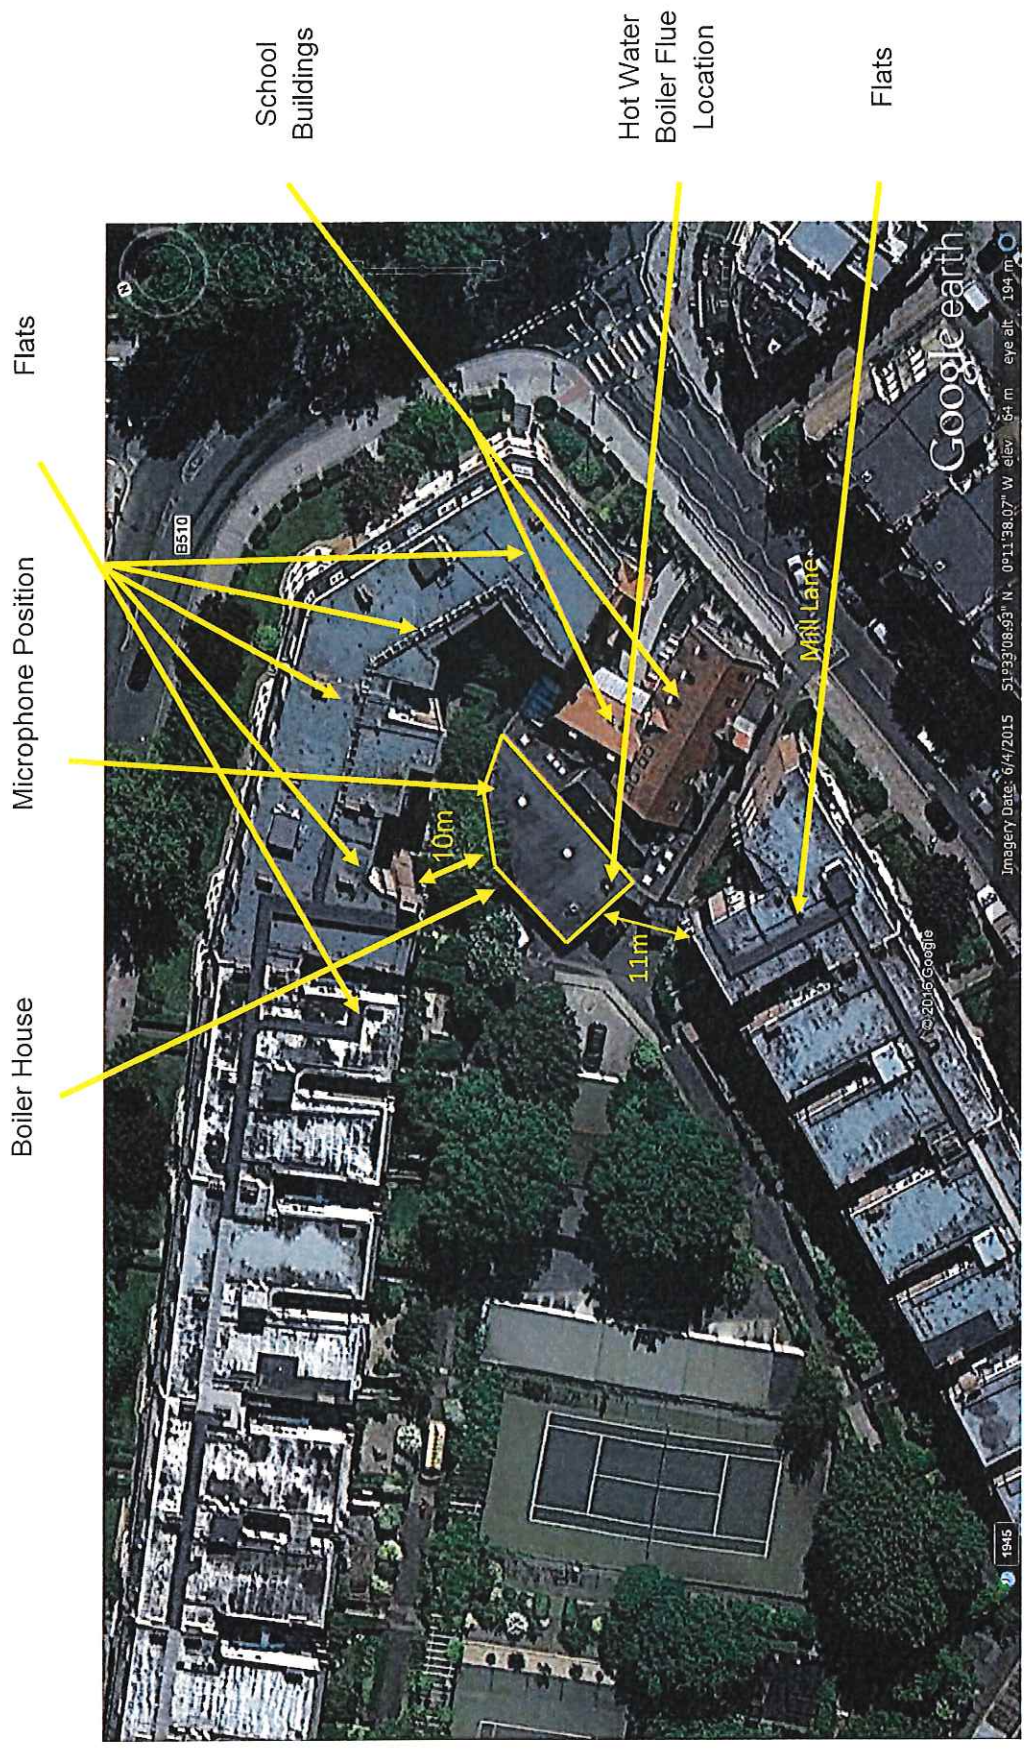 Boiler House
Microphone Position
Flats
School
Buildings
Hot Water
Boiler Flue
Location
Flats
B510
10m
11m
Mill Lane
Google earth
© 2016 Google
1945
Imagery Date: 6/4/2015 51°33'08.93" N 0°11'38.07" W elev 64 m eye alt 194 m
N